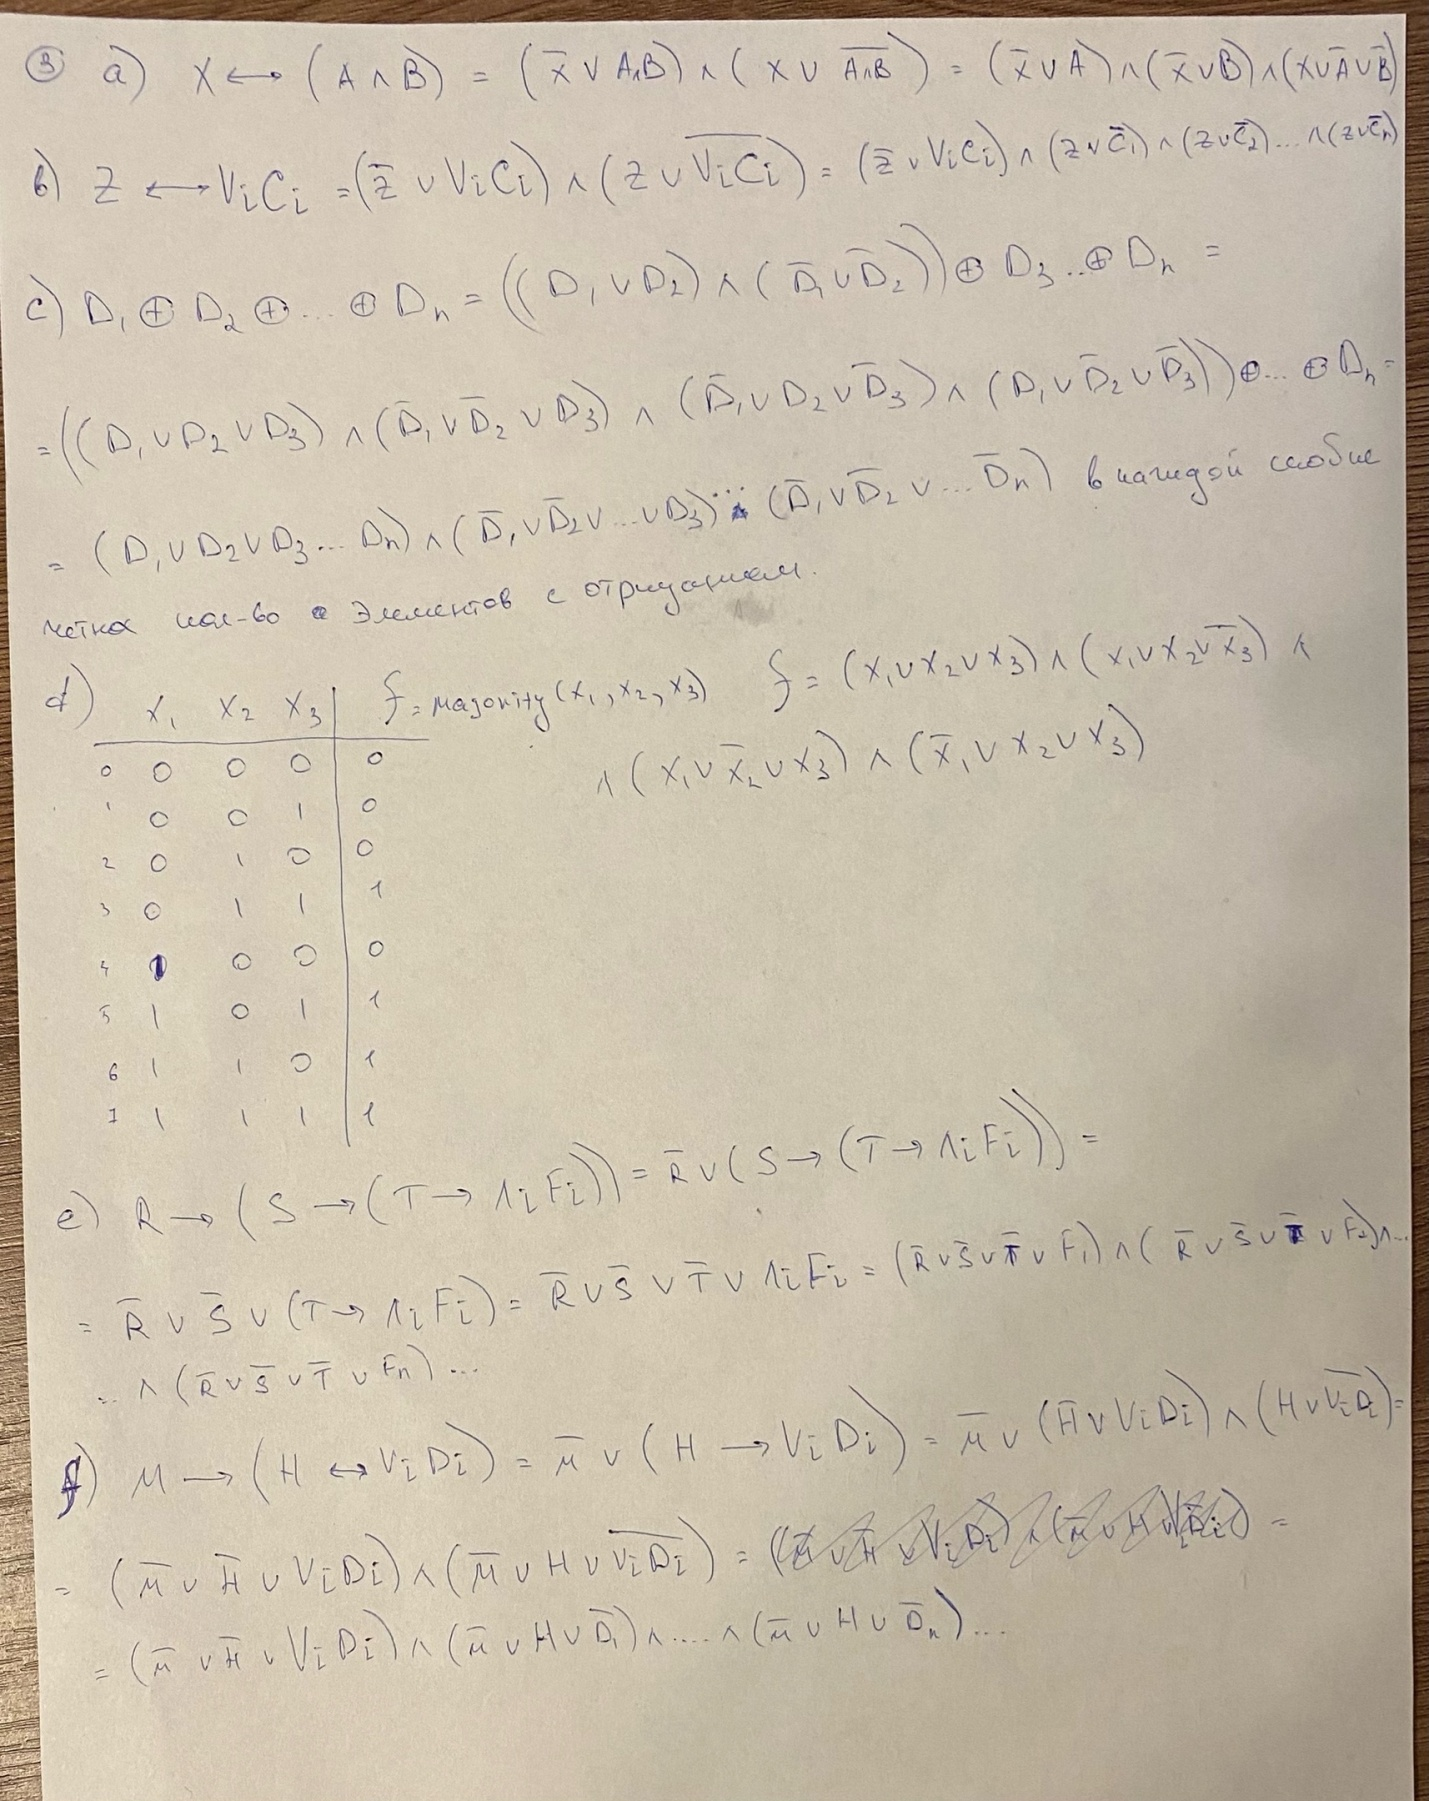 ③ a) X ↔ (A ∧ B) = (X̅ ∨ A∧B) ∧ (X ∨ \overline{A∧B}) = (X̅ ∨ A) ∧ (X̅ ∨ B) ∧ (X ∨ A̅ ∨ B̅)
b) Z ↔ ∨ᵢCᵢ = (Z̅ ∨ ∨ᵢCᵢ) ∧ (Z ∨ \overline{∨ᵢCᵢ}) = (Z̅ ∨ ∨ᵢCᵢ) ∧ (Z ∨ C̅₁) ∧ (Z ∨ C̅₂) ... ∧ (Z ∨ C̅ₙ)
c) D₁ ⊕ D₂ ⊕ ... ⊕ Dₙ = ((D₁ ∨ D₂) ∧ (D̅₁ ∨ D̅₂)) ⊕ D₃ .. ⊕ Dₙ =
= ((D₁ ∨ D₂ ∨ D₃) ∧ (D̅₁ ∨ D̅₂ ∨ D₃) ∧ (D̅₁ ∨ D₂ ∨ D̅₃) ∧ (D₁ ∨ D̅₂ ∨ D̅₃)) ⊕ ... ⊕ Dₙ =
= (D₁ ∨ D₂ ∨ D₃ ... Dₙ) ∧ (D̅₁ ∨ D̅₂ ∨ ... ∨ D₃) ... (D̅₁ ∨ D̅₂ ∨ ... D̅ₙ) в каждой скобке
четна кол-во элементов с отрицанием.
d) X₁ X₂ X₃ f = majority(X₁, X₂, X₃) f = (X₁ ∨ X₂ ∨ X₃) ∧ (X₁ ∨ X₂ ∨ X̅₃) ∧
∧ (X₁ ∨ X̅₂ ∨ X₃) ∧ (X̅₁ ∨ X₂ ∨ X₃)
0 0 0 0 0
1 0 0 1 0
2 0 1 0 0
3 0 1 1 1
4 1 0 0 0
5 1 0 1 1
6 1 1 0 1
7 1 1 1 1
e) R → (S → (T → ∧ᵢFᵢ)) = R̅ ∨ (S → (T → ∧ᵢFᵢ)) =
= R̅ ∨ S̅ ∨ (T → ∧ᵢFᵢ) = R̅ ∨ S̅ ∨ T̅ ∨ ∧ᵢFᵢ = (R̅ ∨ S̅ ∨ T̅ ∨ F₁) ∧ (R̅ ∨ S̅ ∨ T̅ ∨ F₂) ∧ ...
.. ∧ (R̅ ∨ S̅ ∨ T̅ ∨ Fₙ) ...
f) M → (H ↔ ∨ᵢDᵢ) = M̅ ∨ (H → ∨ᵢDᵢ) = M̅ ∨ (H̅ ∨ ∨ᵢDᵢ) ∧ (H ∨ \overline{∨ᵢDᵢ}) =
= (M̅ ∨ H̅ ∨ ∨ᵢDᵢ) ∧ (M̅ ∨ H ∨ \overline{∨ᵢDᵢ}) = =
= (M̅ ∨ H̅ ∨ ∨ᵢDᵢ) ∧ (M̅ ∨ H ∨ D̅₁) ∧ .... ∧ (M̅ ∨ H ∨ D̅ₙ) ...